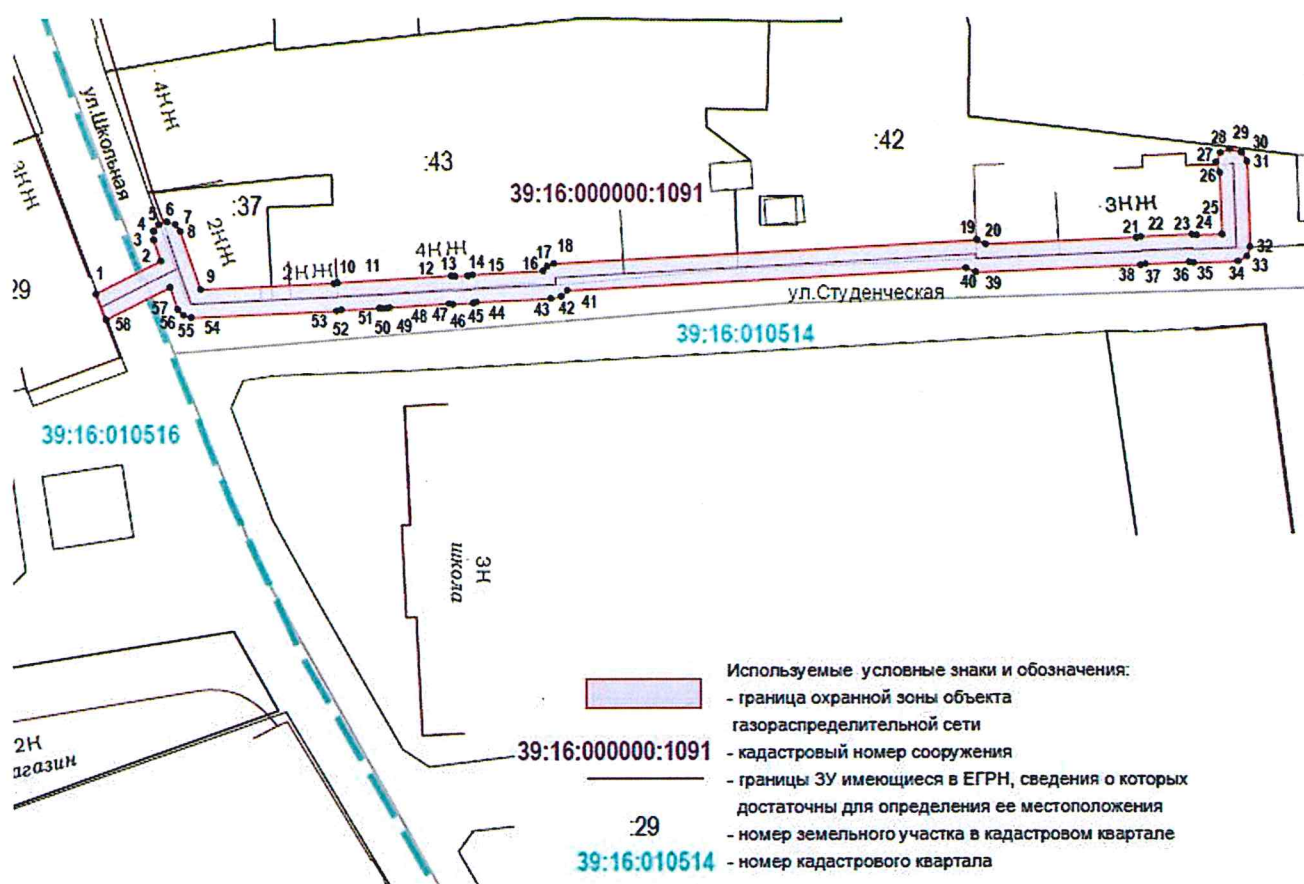 ул.Школьная
4НЖ
3НЖ
:43
:42
39:16:000000:1091
:37
2НЖ
4НЖ
2НЖ
3НЖ
28 29 30
27 31
26
25
19 20 21 22 23 24
32
33
34
38 37 36 35
40 39
5 6 7
4 8
3
2
1
9 10 11 12 13 14 15 16 17 18
58 57 56 55 54 53 52 51 50 49 48 47 46 45 44 43 42 41
29
ул.Студенческая
39:16:010514
39:16:010516
3Н
школа
2Н
агазин
Используемые условные знаки и обозначения:
- граница охранной зоны объекта
газораспределительной сети
39:16:000000:1091 - кадастровый номер сооружения
- границы ЗУ имеющиеся в ЕГРН, сведения о которых
достаточны для определения ее местоположения
:29 - номер земельного участка в кадастровом квартале
39:16:010514 - номер кадастрового квартала